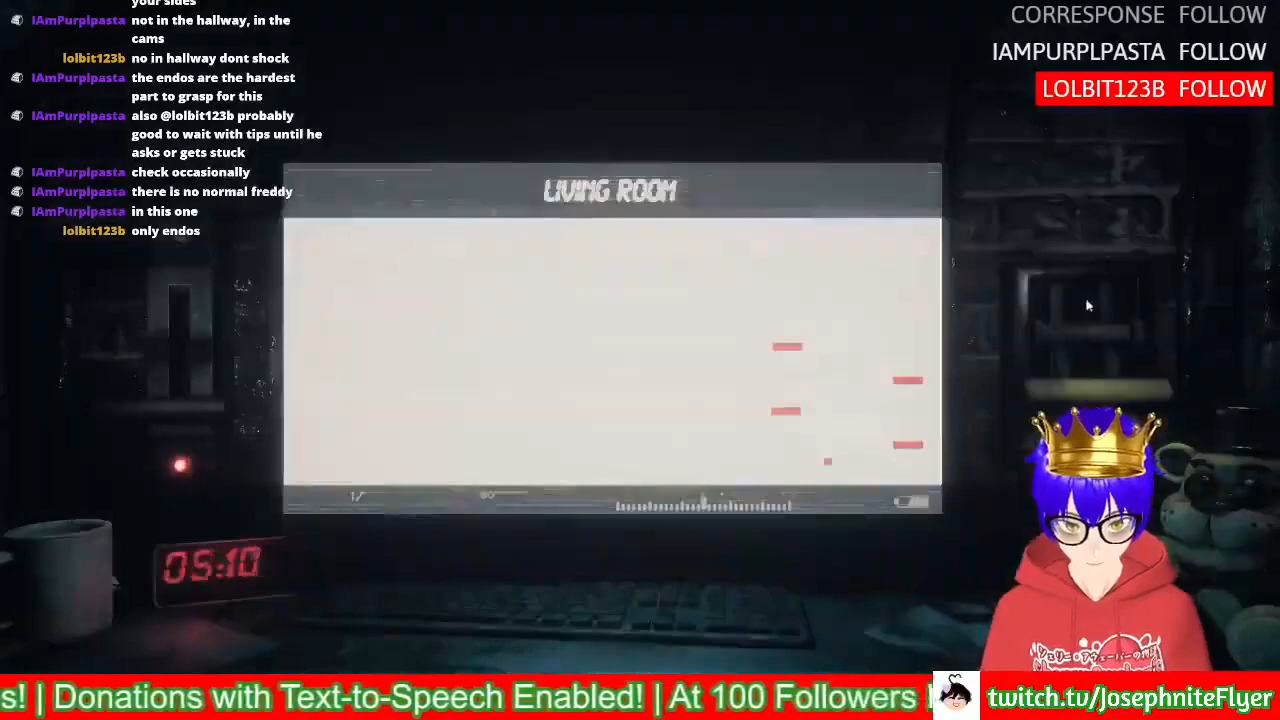 your sides
IAmPurplpasta not in the hallway, in the
cams
lolbit123b no in hallway dont shock
IAmPurplpasta the endos are the hardest
part to grasp for this
IAmPurplpasta also @lolbit123b probably
good to wait with tips until he
asks or gets stuck
IAmPurplpasta check occasionally
IAmPurplpasta there is no normal freddy
IAmPurplpasta in this one
lolbit123b only endos
CORRESPONSE FOLLOW
IAMPURPLPASTA FOLLOW
LOLBIT123B FOLLOW
LIVING ROOM
05:10
s! | Donations with Text-to-Speech Enabled! | At 100 Followers
twitch.tv/JosephniteFlyer